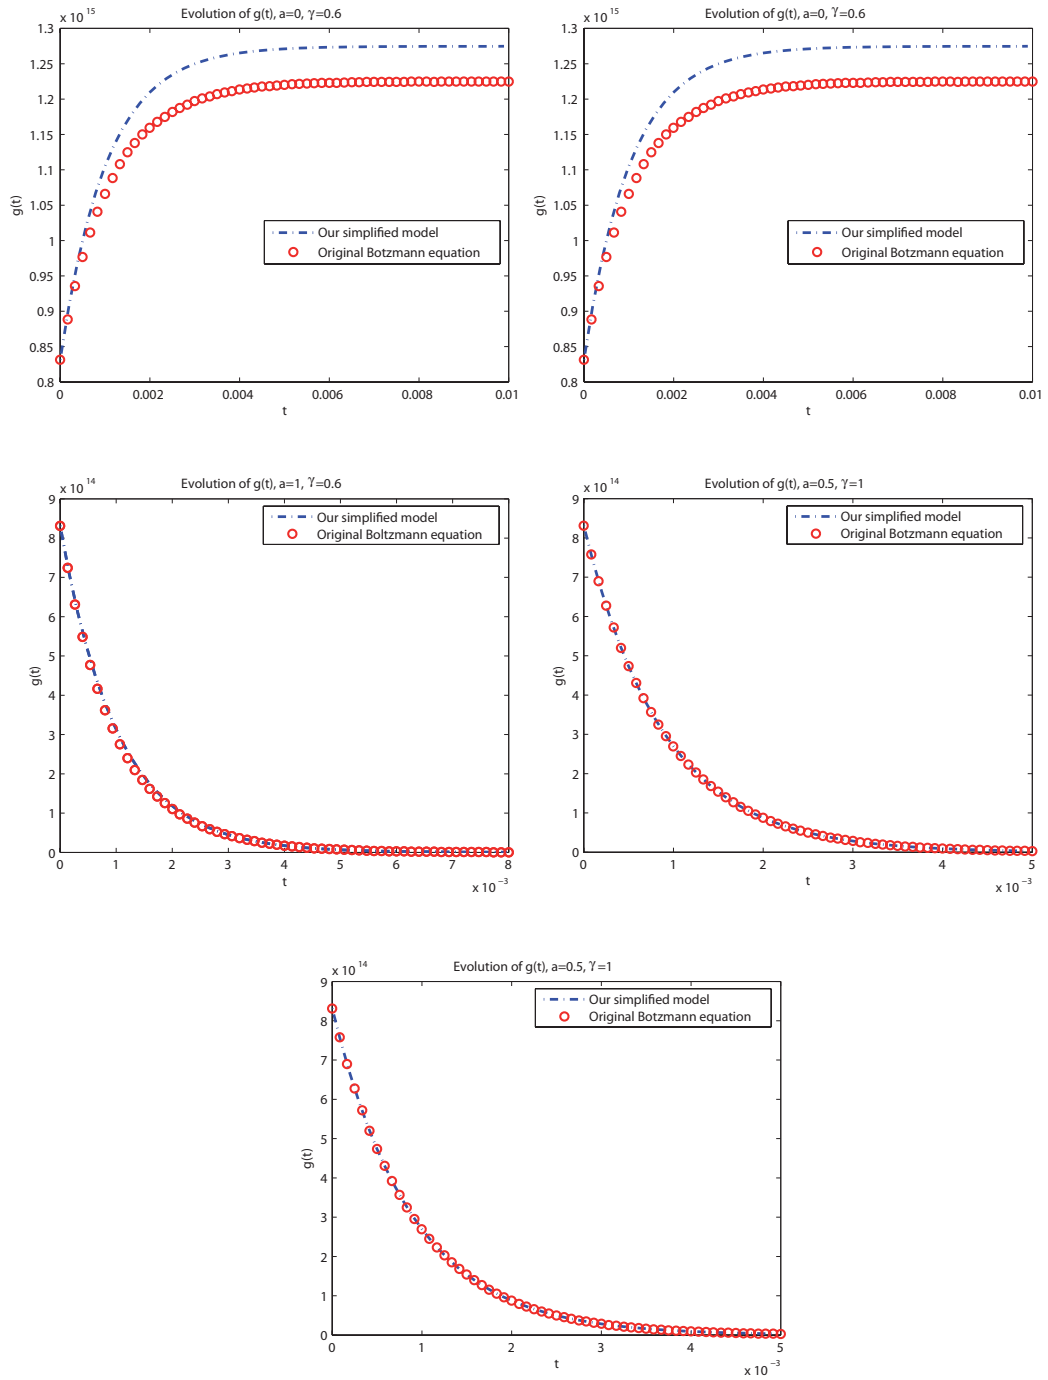 Evolution of g(t), a=0, γ=0.6
x 10 15
1.3
1.25
1.2
1.15
1.1
1.05
1
0.95
0.9
0.85
0.8
g(t)
Our simplified model
Original Botzmann equation
0 0.002 0.004 0.006 0.008 0.01
t
Evolution of g(t), a=0, γ=0.6
x 10 15
1.3
1.25
1.2
1.15
1.1
1.05
1
0.95
0.9
0.85
0.8
g(t)
Our simplified model
Original Botzmann equation
0 0.002 0.004 0.006 0.008 0.01
t
Evolution of g(t), a=1, γ=0.6
x 10 14
9
8
7
6
5
4
3
2
1
0
g(t)
Our simplified model
Original Boltzmann equation
0 1 2 3 4 5 6 7 8
t
x 10 −3
Evolution of g(t), a=0.5, γ=1
x 10 14
9
8
7
6
5
4
3
2
1
0
g(t)
Our simplified model
Original Botzmann equation
0 1 2 3 4 5
t
x 10 −3
Evolution of g(t), a=0.5, γ=1
x 10 14
9
8
7
6
5
4
3
2
1
0
g(t)
Our simplified model
Original Botzmann equation
0 1 2 3 4 5
t
x 10 −3